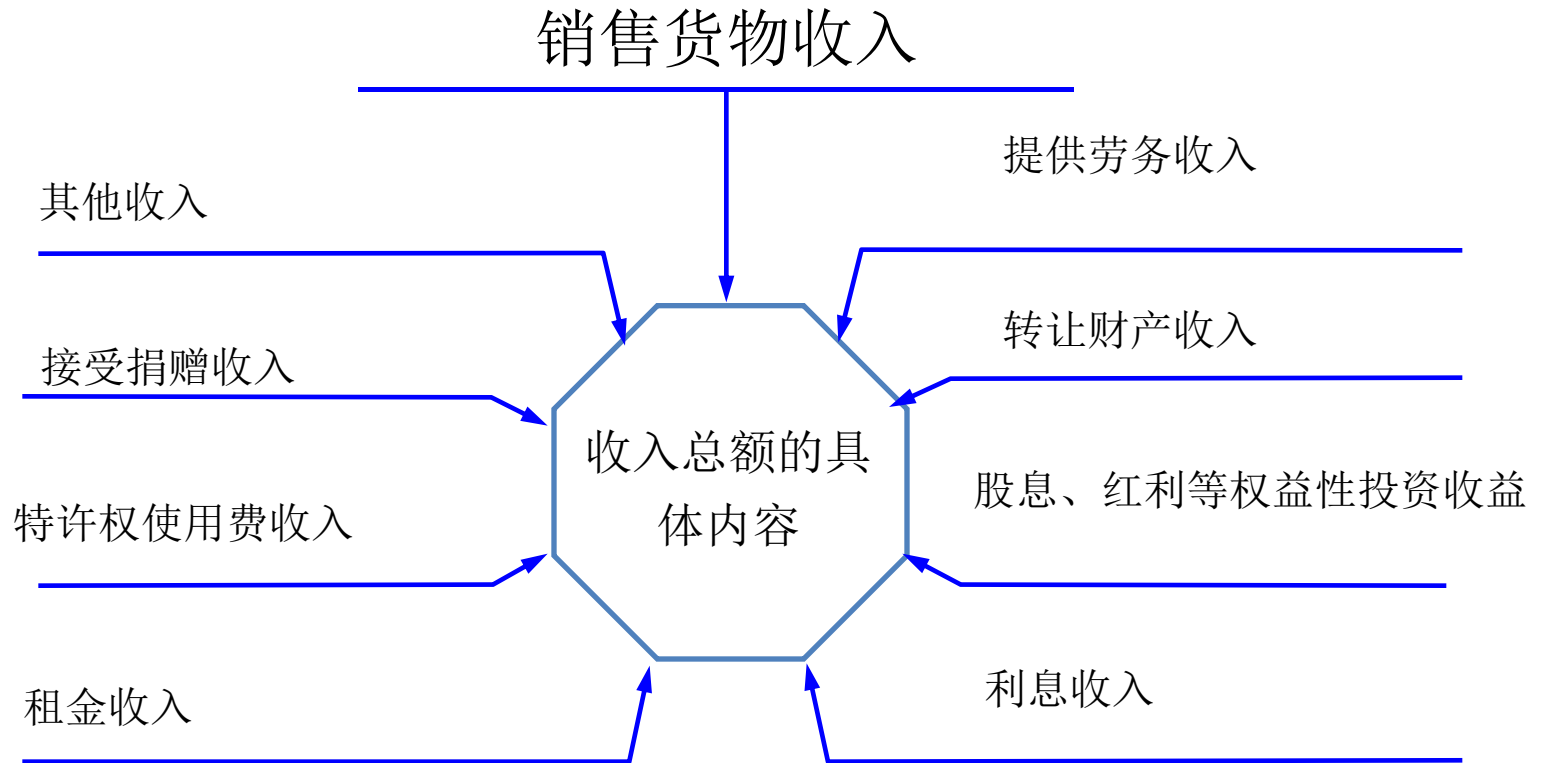 销售货物收入
提供劳务收入
其他收入
转让财产收入
接受捐赠收入
收入总额的具
体内容
股息、红利等权益性投资收益
特许权使用费收入
利息收入
租金收入